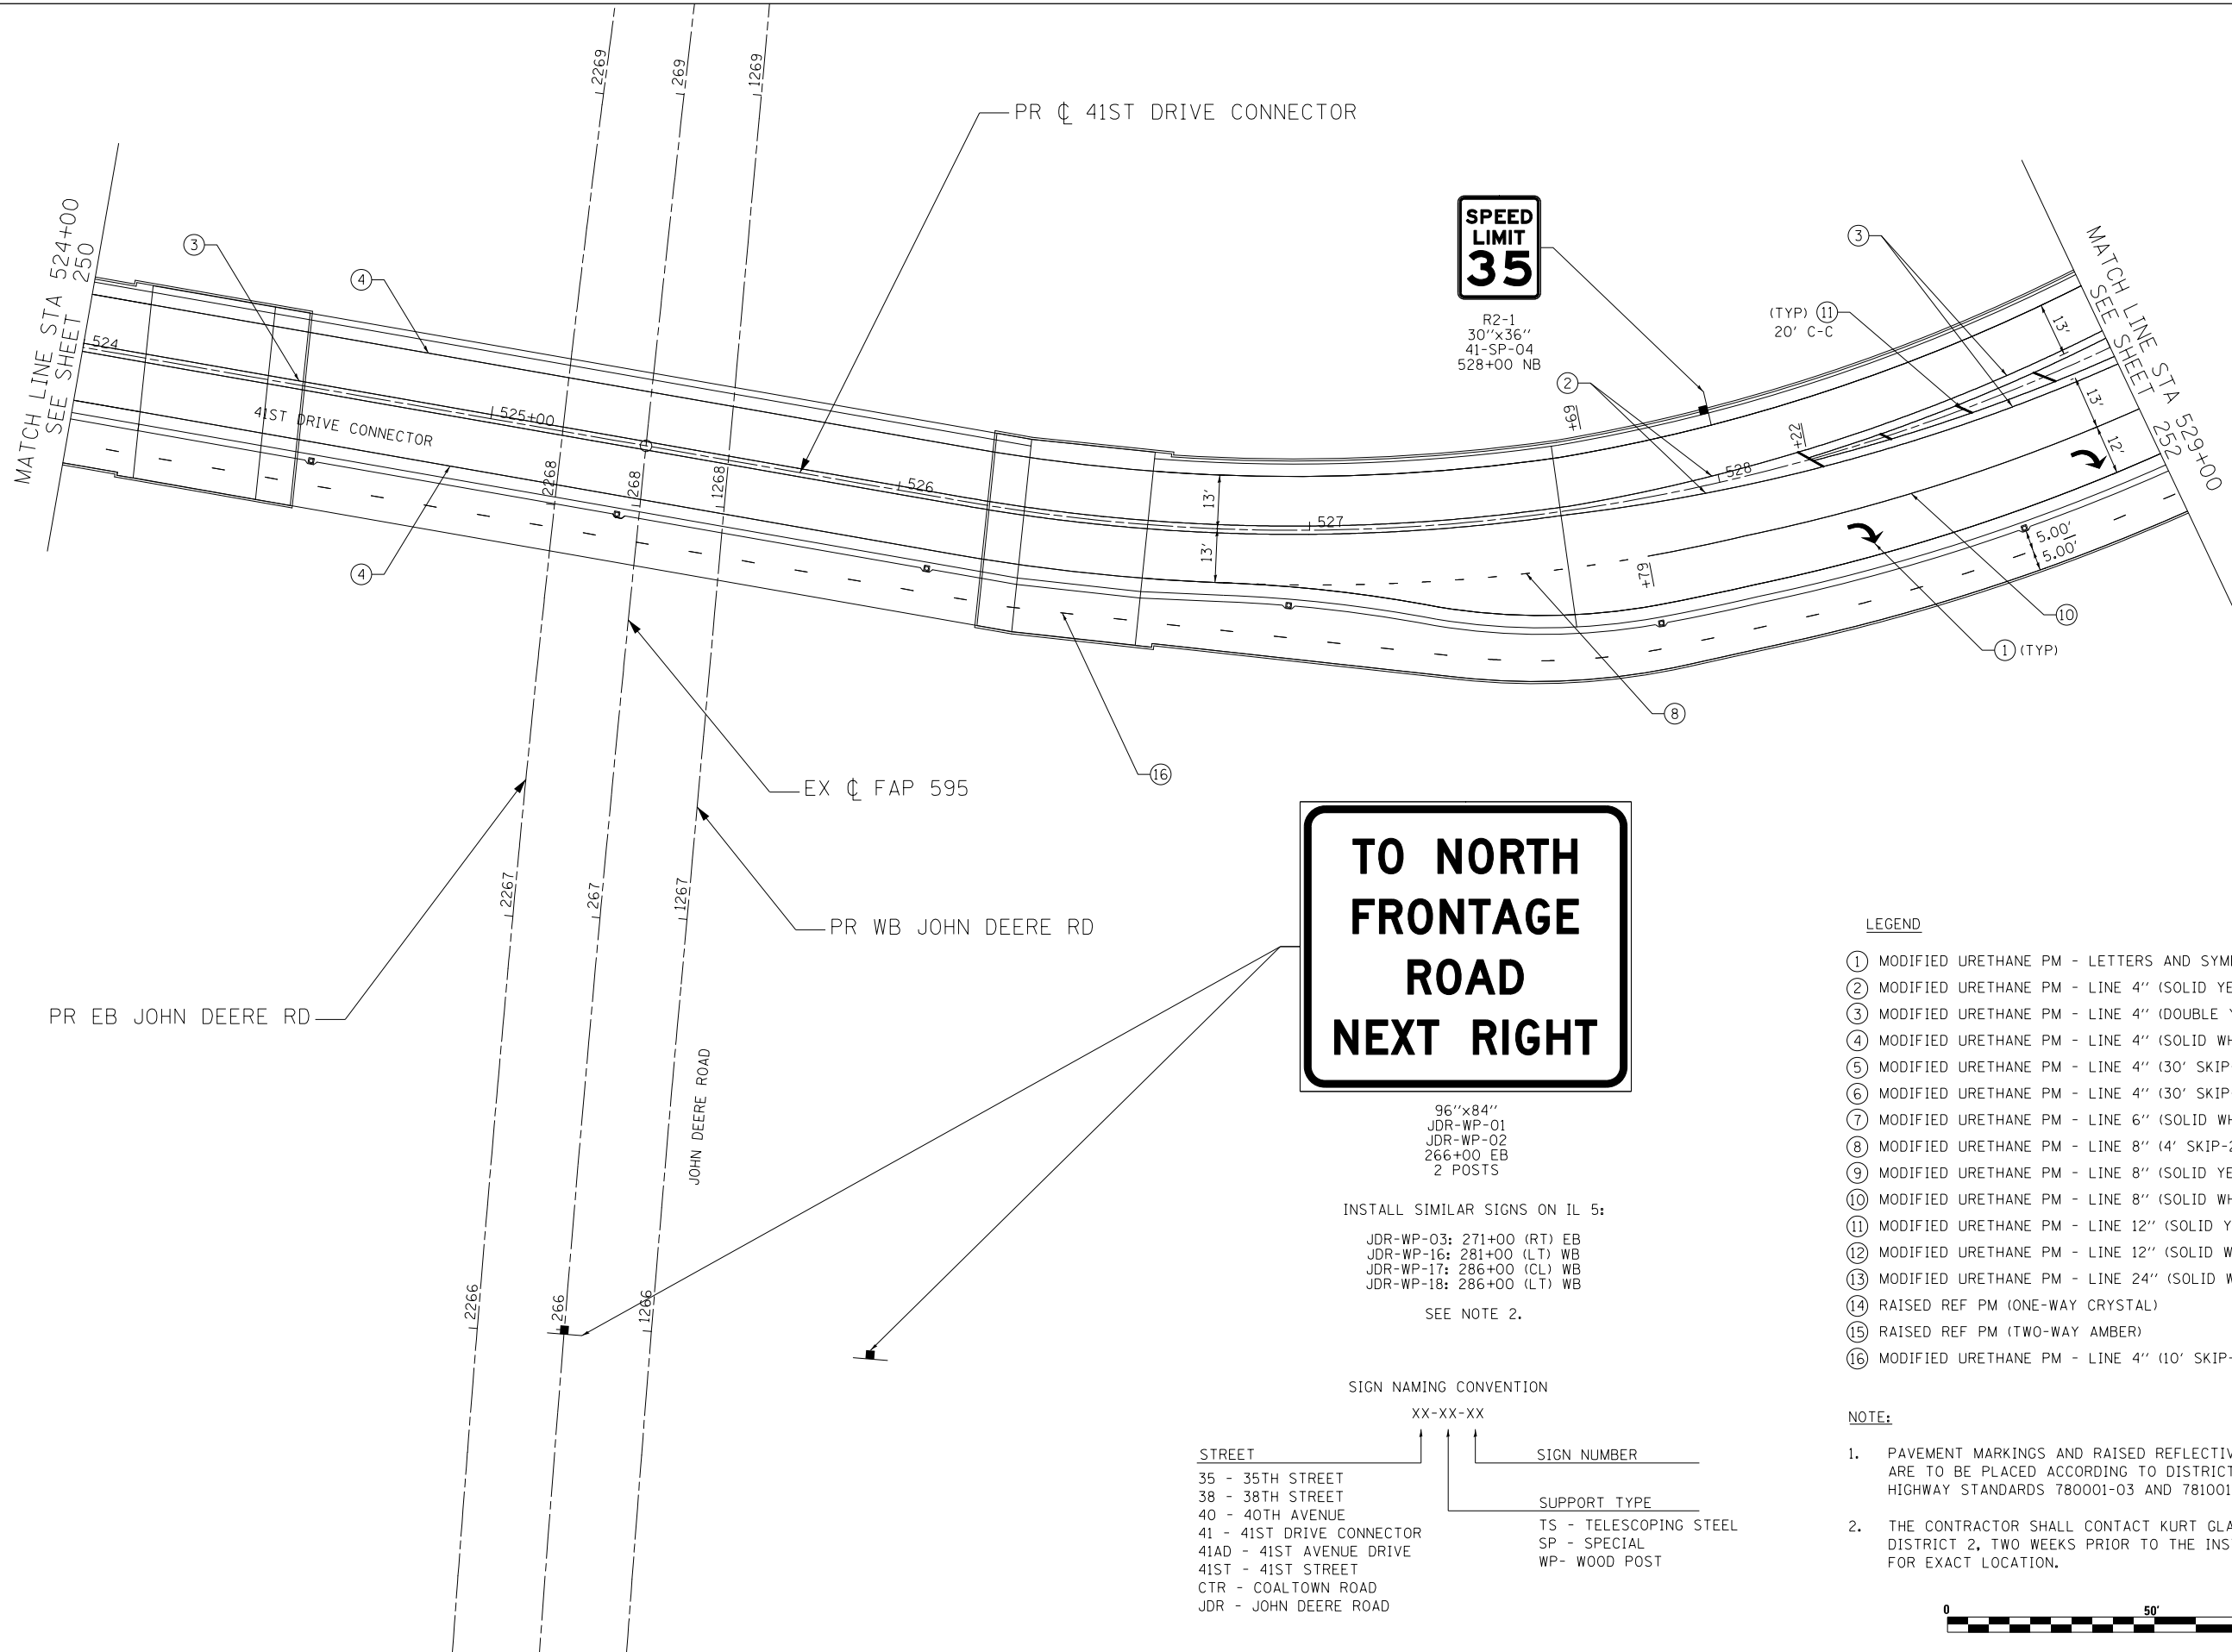 2269
269
1269
PR ℄ 41ST DRIVE CONNECTOR
MATCH LINE STA 524+00
SEE SHEET 250
3
4
524
41ST DRIVE CONNECTOR
525+00
526
527
528
4
2268
268
1268
13'
13'
SPEED
LIMIT
35
R2-1
30''x36''
41-SP-04
528+00 NB
2
+69
+22
+79
(TYP) 11
20' C-C
3
13'
13'
12'
5.00'
5.00'
MATCH LINE STA 529+00
SEE SHEET 252
10
1 (TYP)
8
16
EX ℄ FAP 595
2267
267
1267
PR WB JOHN DEERE RD
PR EB JOHN DEERE RD
JOHN DEERE ROAD
2266
266
1266
TO NORTH
FRONTAGE
ROAD
NEXT RIGHT
96''x84''
JDR-WP-01
JDR-WP-02
266+00 EB
2 POSTS
INSTALL SIMILAR SIGNS ON IL 5:
JDR-WP-03: 271+00 (RT) EB
JDR-WP-16: 281+00 (LT) WB
JDR-WP-17: 286+00 (CL) WB
JDR-WP-18: 286+00 (LT) WB
SEE NOTE 2.
SIGN NAMING CONVENTION
XX-XX-XX
STREET
35 - 35TH STREET
38 - 38TH STREET
40 - 40TH AVENUE
41 - 41ST DRIVE CONNECTOR
41AD - 41ST AVENUE DRIVE
41ST - 41ST STREET
CTR - COALTOWN ROAD
JDR - JOHN DEERE ROAD
SIGN NUMBER
SUPPORT TYPE
TS - TELESCOPING STEEL
SP - SPECIAL
WP- WOOD POST
LEGEND
1 MODIFIED URETHANE PM - LETTERS AND
2 MODIFIED URETHANE PM - LINE 4'' (SOLID
3 MODIFIED URETHANE PM - LINE 4'' (DOUBLE
4 MODIFIED URETHANE PM - LINE 4'' (SOLID
5 MODIFIED URETHANE PM - LINE 4'' (30' SKIP-
6 MODIFIED URETHANE PM - LINE 4'' (30' SKIP-
7 MODIFIED URETHANE PM - LINE 6'' (SOLID
8 MODIFIED URETHANE PM - LINE 8'' (4' SKIP-
9 MODIFIED URETHANE PM - LINE 8'' (SOLID
10 MODIFIED URETHANE PM - LINE 8'' (SOLID
11 MODIFIED URETHANE PM - LINE 12'' (SOLID
12 MODIFIED URETHANE PM - LINE 12'' (SOLID
13 MODIFIED URETHANE PM - LINE 24'' (SOLID
14 RAISED REF PM (ONE-WAY CRYSTAL)
15 RAISED REF PM (TWO-WAY AMBER)
16 MODIFIED URETHANE PM - LINE 4'' (10' SKIP-
NOTE:
1. PAVEMENT MARKINGS AND RAISED
ARE TO BE PLACED ACCORDING TO DISTRICT
HIGHWAY STANDARDS 780001-03 AND 781001
2. THE CONTRACTOR SHALL CONTACT KURT
DISTRICT 2, TWO WEEKS PRIOR TO THE
FOR EXACT LOCATION.
0
50'